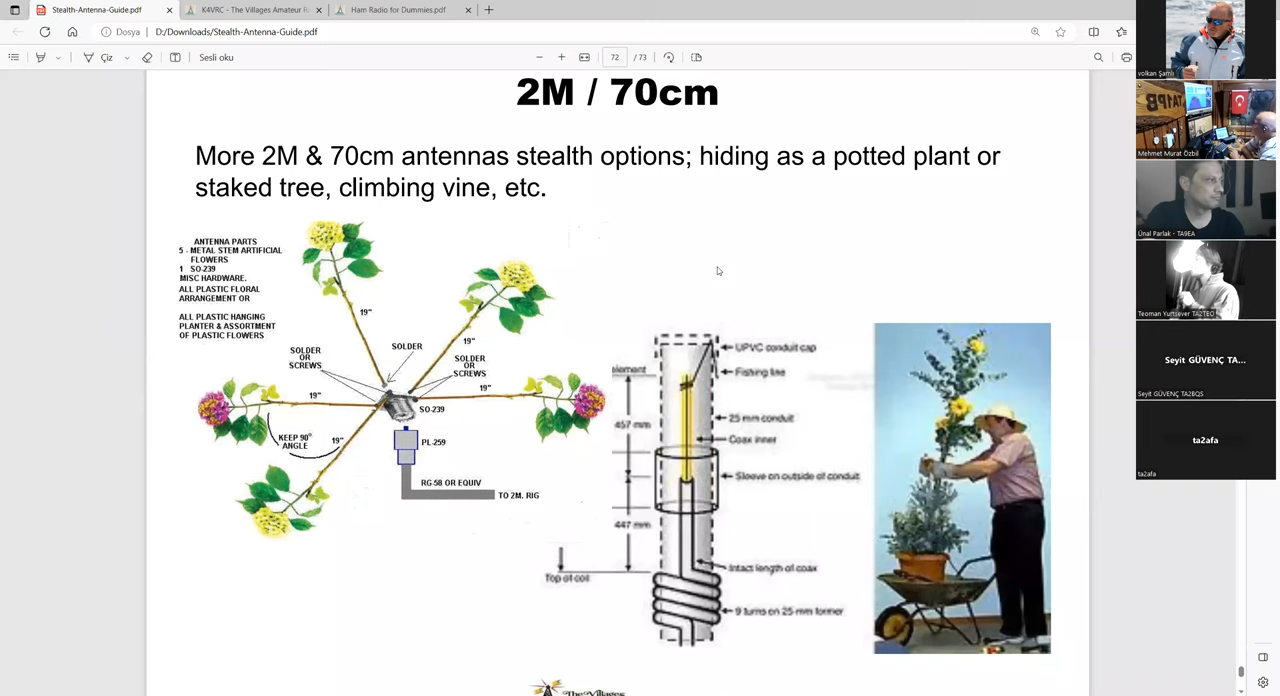 Stealth-Antenna-Guide.pdf
K4VRC - The Villages Amateur R
Ham Radio for Dummies.pdf
Dosya
D:/Downloads/Stealth-Antenna-Guide.pdf
Çiz
Sesli oku
72
/ 73
2M / 70cm
More 2M & 70cm antennas stealth options; hiding as a potted plant or
staked tree, climbing vine, etc.
ANTENNA PARTS
5 - METAL STEM ARTIFICIAL
FLOWERS
1 SO-239
MISC HARDWARE.
ALL PLASTIC FLORAL
ARRANGEMENT OR
ALL PLASTIC HANGING
PLANTER & ASSORTMENT
OF PLASTIC FLOWERS
19"
19"
SOLDER
OR
SCREWS
SOLDER
SOLDER
OR
SCREWS
19"
19"
SO-239
KEEP 90°
ANGLE
19"
PL-259
RG-58 OR EQUIV
TO 2M. RIG
UPVC conduit cap
element
Fishing line
457 mm
25 mm conduit
Coax inner
Sleeve on outside of conduit
447 mm
Intact length of coax
Top of coil
9 turns on 25 mm former
The Villages
volkan Şamlı
TA1PB
Mehmet Murat Özbil
Ünal Parlak - TA9EA
Teoman Yurtsever TA2TEO
Seyit GÜVENÇ TA...
Seyit GÜVENÇ TA2BQS
ta2afa
ta2afa